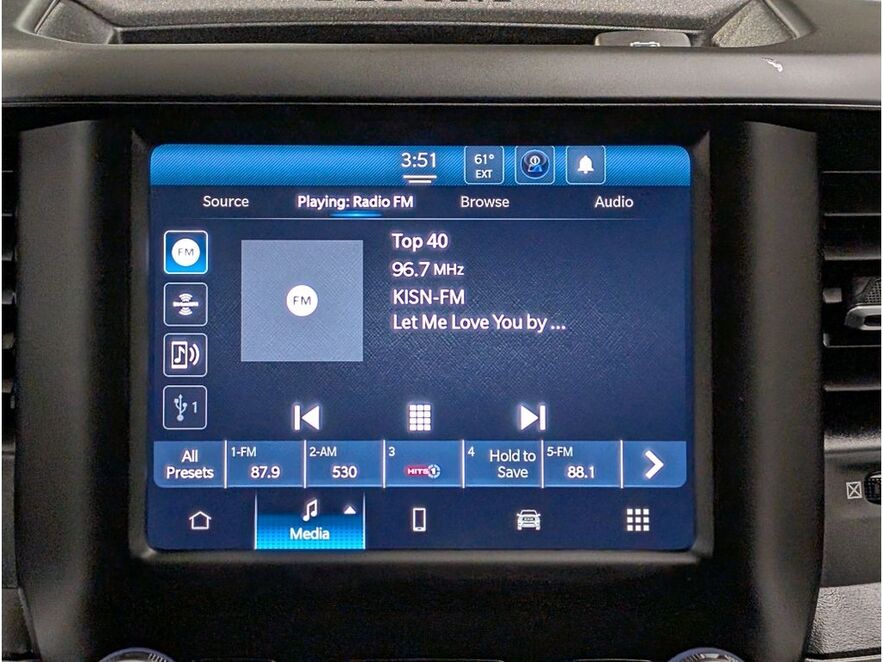 3:51
61°
EXT
Source Playing: Radio FM Browse Audio
FM
Top 40
96.7 MHz
KISN-FM
Let Me Love You by ...
FM
1
All Presets
1-FM 87.9
2-AM 530
3 HITS 1
4 Hold to Save
5-FM 88.1
Media